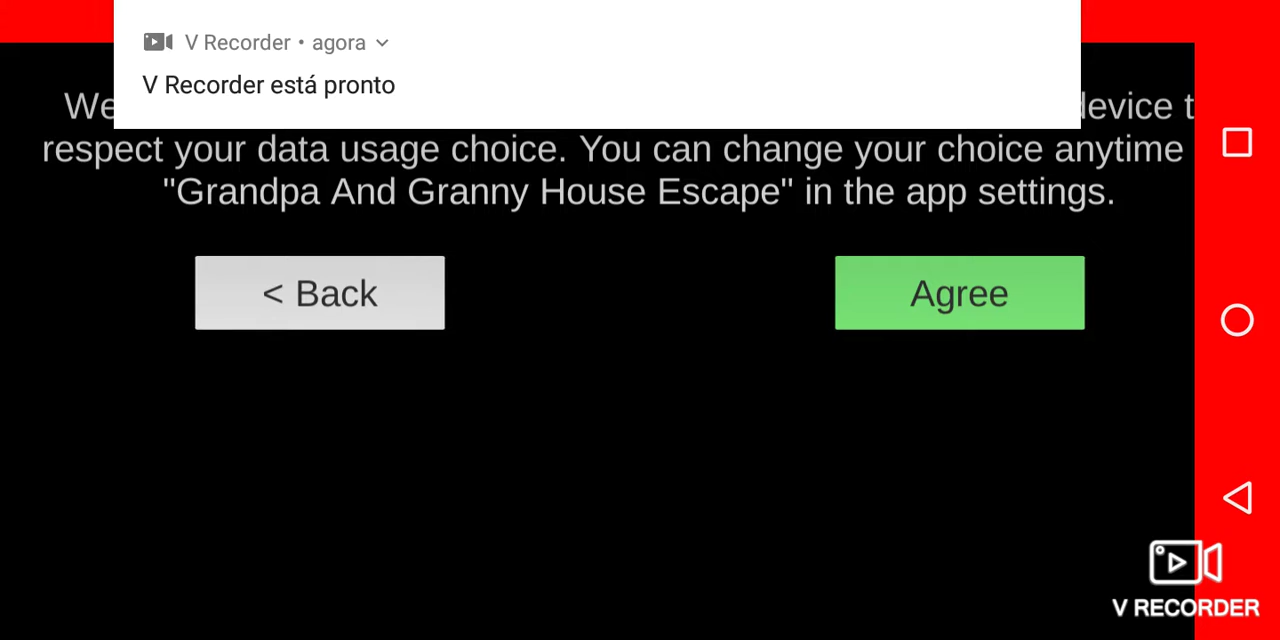 V Recorder • agora
V Recorder está pronto
We device t
respect your data usage choice. You can change your choice anytime
"Grandpa And Granny House Escape" in the app settings.
< Back
Agree
V RECORDER